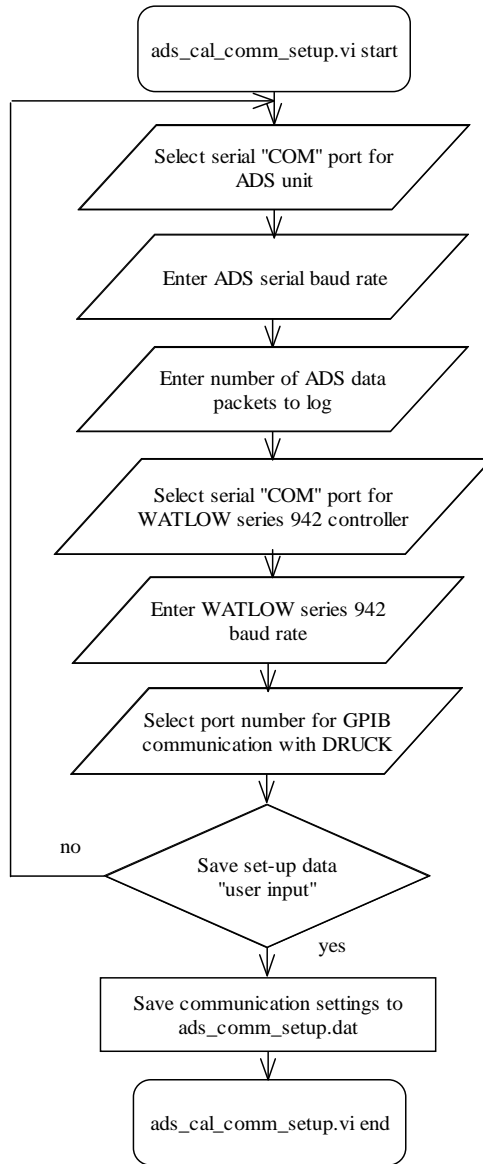 ads_cal_comm_setup.vi start
Select serial "COM" port for
ADS unit
Enter ADS serial baud rate
Enter number of ADS data
packets to log
Select serial "COM" port for
WATLOW series 942 controller
Enter WATLOW series 942
baud rate
Select port number for GPIB
communication with DRUCK
no
Save set-up data
"user input"
yes
Save communication settings to
ads_comm_setup.dat
ads_cal_comm_setup.vi end